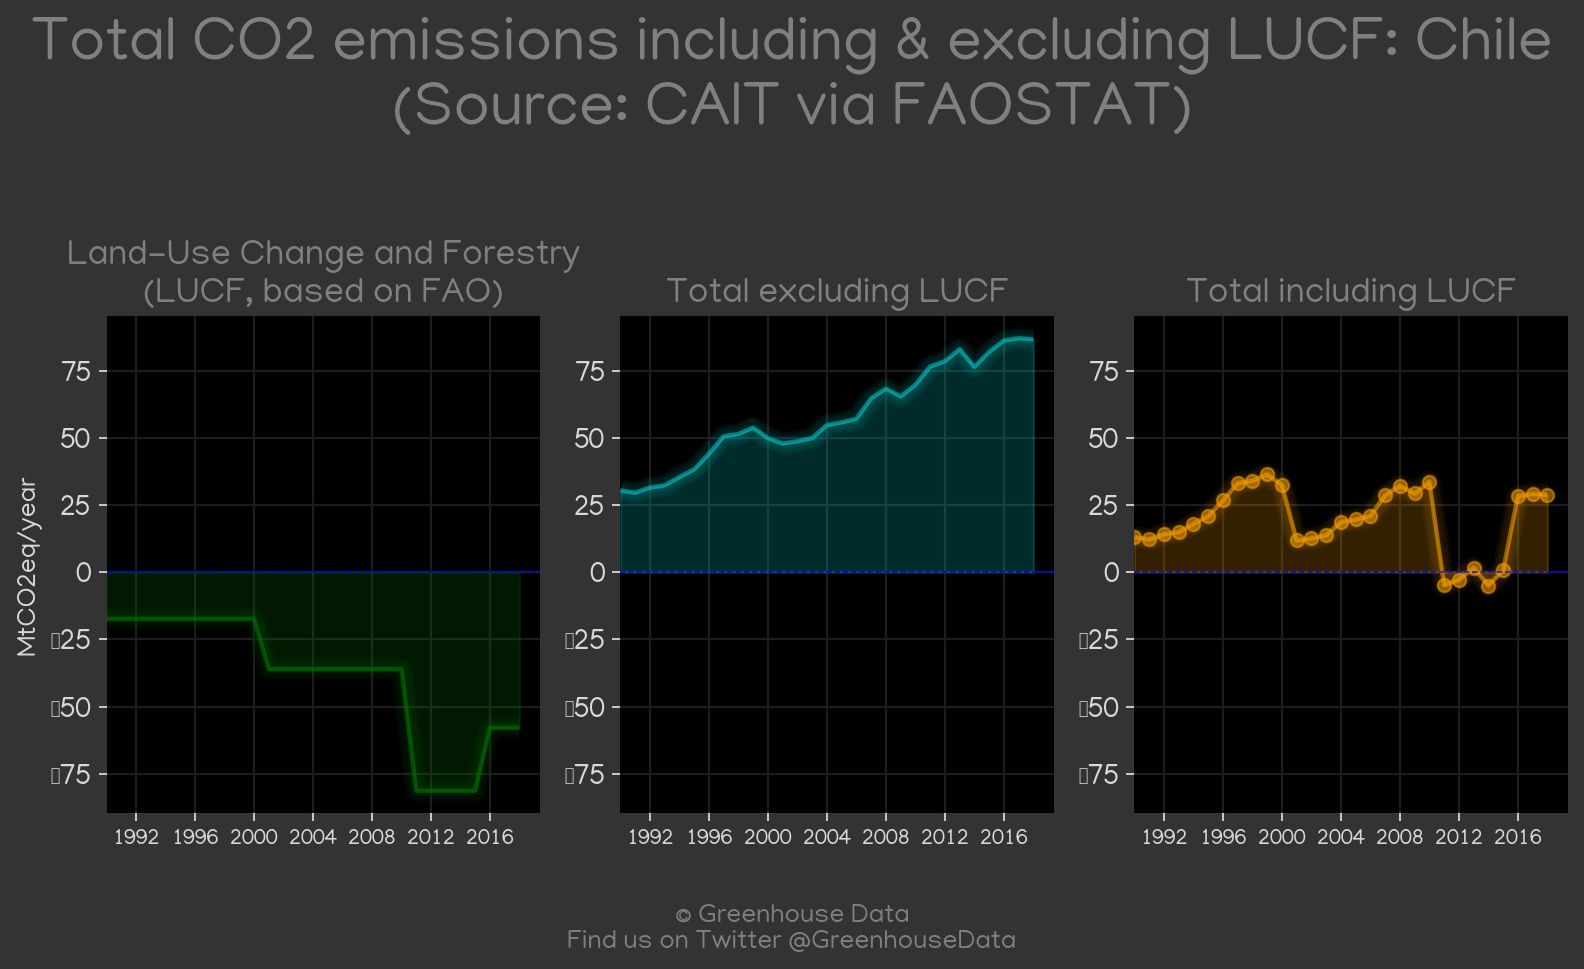 Total CO2 emissions including & excluding LUCF: Chile
(Source: CAIT via FAOSTAT)
Land-Use Change and Forestry
(LUCF, based on FAO)
Total excluding LUCF
Total including LUCF
MtCO2eq/year
75
50
25
0
▯25
▯50
▯75
1992 1996 2000 2004 2008 2012 2016
75
50
25
0
▯25
▯50
▯75
1992 1996 2000 2004 2008 2012 2016
75
50
25
0
▯25
▯50
▯75
1992 1996 2000 2004 2008 2012 2016
© Greenhouse Data
Find us on Twitter @GreenhouseData